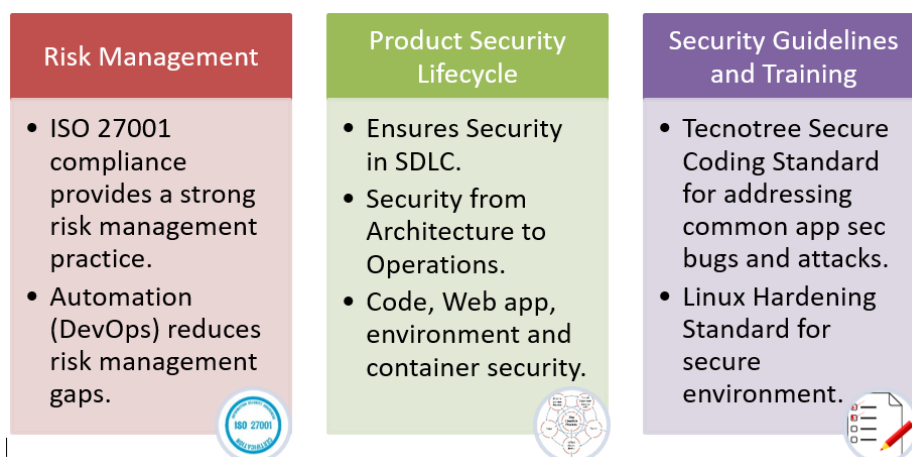 Risk Management
• ISO 27001
compliance
provides a strong
risk management
practice.
• Automation
(DevOps) reduces
risk management
gaps.
ISO 27001
CERTIFICATION
Product Security
Lifecycle
• Ensures Security
in SDLC.
• Security from
Architecture to
Operations.
• Code, Web app,
environment and
container security.
Security Guidelines
and Training
• Tecnotree Secure
Coding Standard
for addressing
common app sec
bugs and attacks.
• Linux Hardening
Standard for
secure
environment.